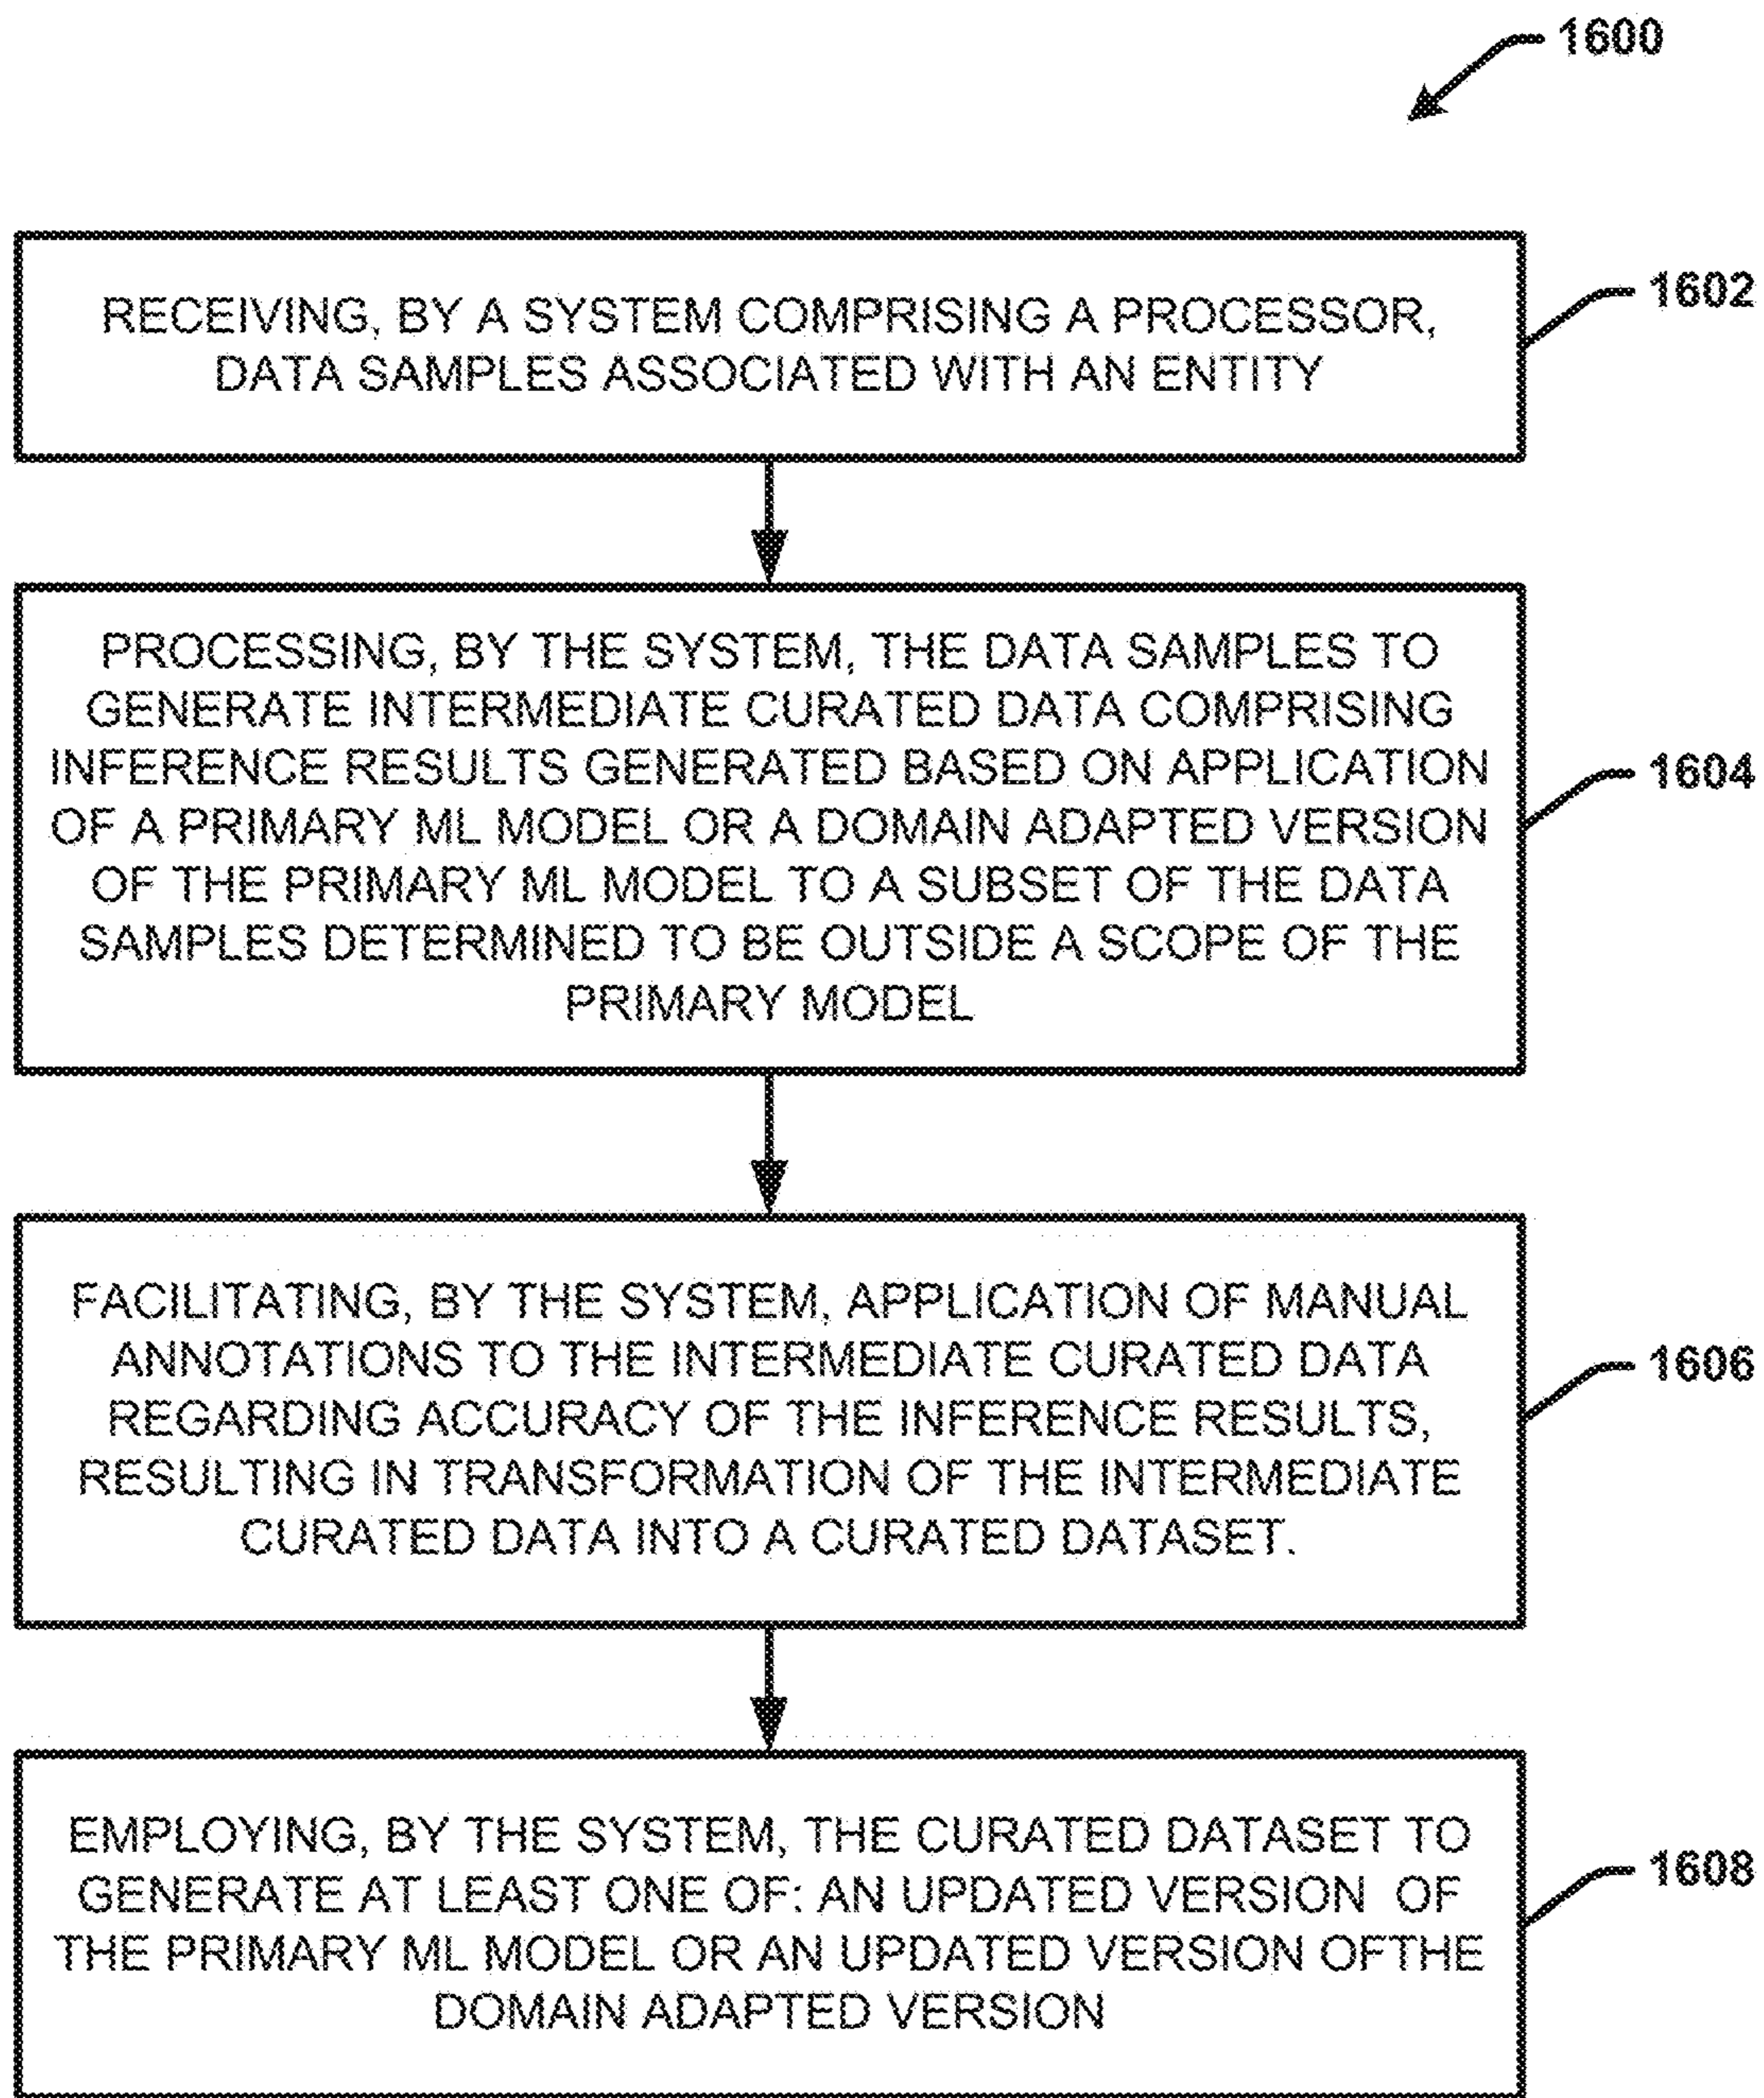 1600
RECEIVING, BY A SYSTEM COMPRISING A PROCESSOR,
DATA SAMPLES ASSOCIATED WITH AN ENTITY
1602
PROCESSING, BY THE SYSTEM, THE DATA SAMPLES TO
GENERATE INTERMEDIATE CURATED DATA COMPRISING
INFERENCE RESULTS GENERATED BASED ON APPLICATION
OF A PRIMARY ML MODEL OR A DOMAIN ADAPTED VERSION
OF THE PRIMARY ML MODEL TO A SUBSET OF THE DATA
SAMPLES DETERMINED TO BE OUTSIDE A SCOPE OF THE
PRIMARY MODEL
1604
FACILITATING, BY THE SYSTEM, APPLICATION OF MANUAL
ANNOTATIONS TO THE INTERMEDIATE CURATED DATA
REGARDING ACCURACY OF THE INFERENCE RESULTS,
RESULTING IN TRANSFORMATION OF THE INTERMEDIATE
CURATED DATA INTO A CURATED DATASET.
1606
EMPLOYING, BY THE SYSTEM, THE CURATED DATASET TO
GENERATE AT LEAST ONE OF: AN UPDATED VERSION OF
THE PRIMARY ML MODEL OR AN UPDATED VERSION OFTHE
DOMAIN ADAPTED VERSION
1608